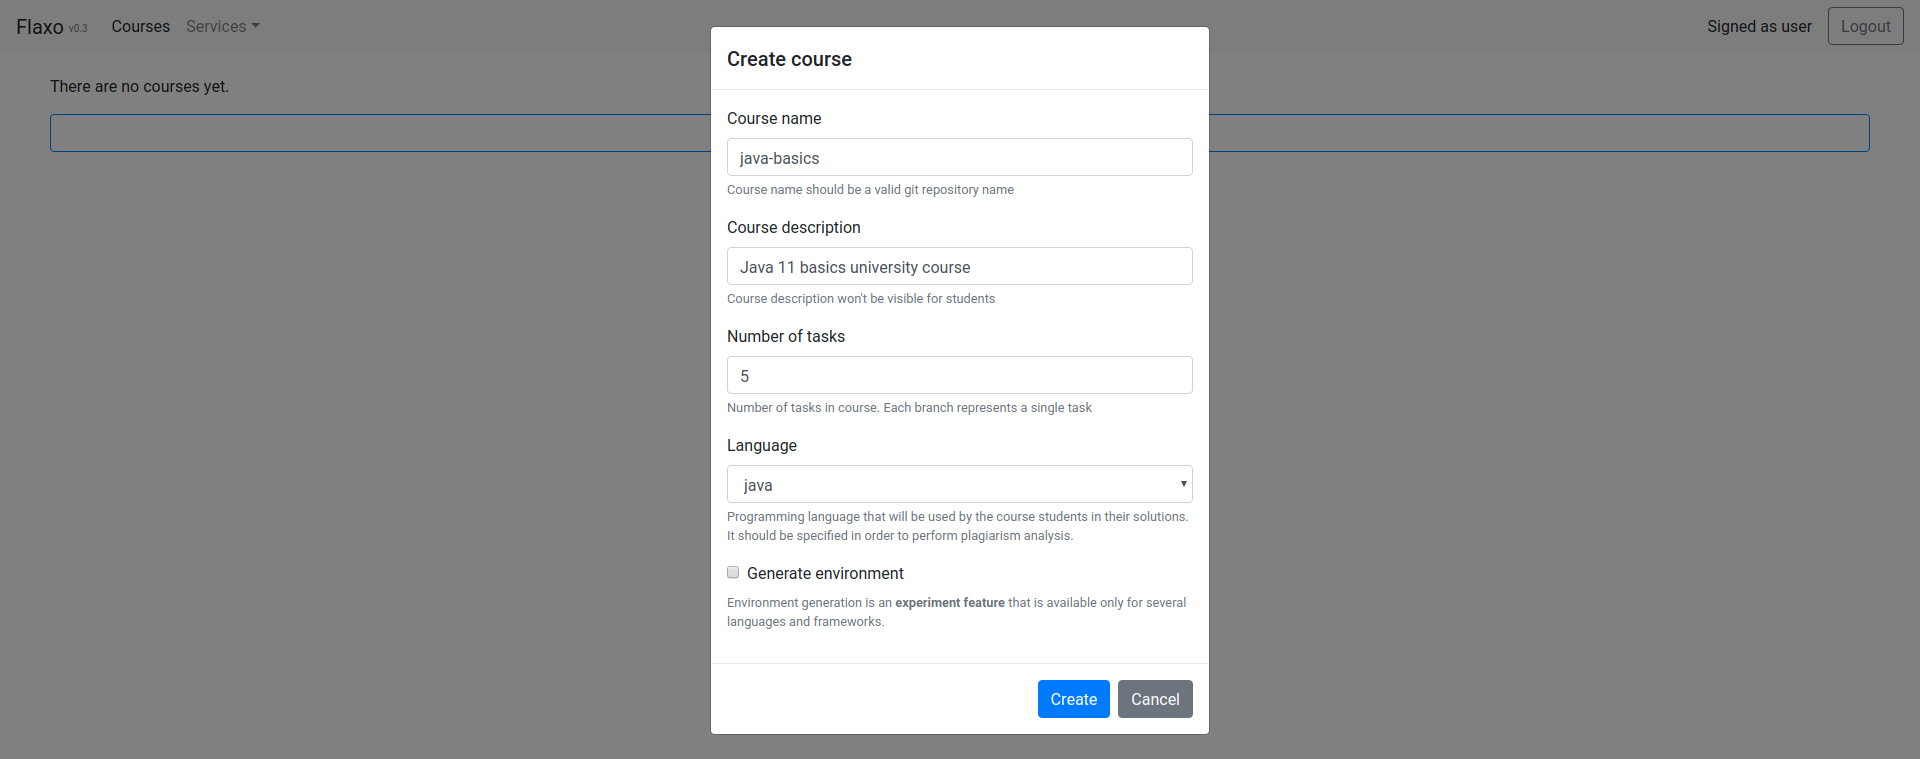 Flaxo v0.3 Courses Services Signed as user Logout
There are no courses yet.
Create course
Course name
java-basics
Course name should be a valid git repository name
Course description
Java 11 basics university course
Course description won't be visible for students
Number of tasks
5
Number of tasks in course. Each branch represents a single task
Language
java
Programming language that will be used by the course students in their solutions.
It should be specified in order to perform plagiarism analysis.
Generate environment
Environment generation is an experiment feature that is available only for several
languages and frameworks.
Create Cancel